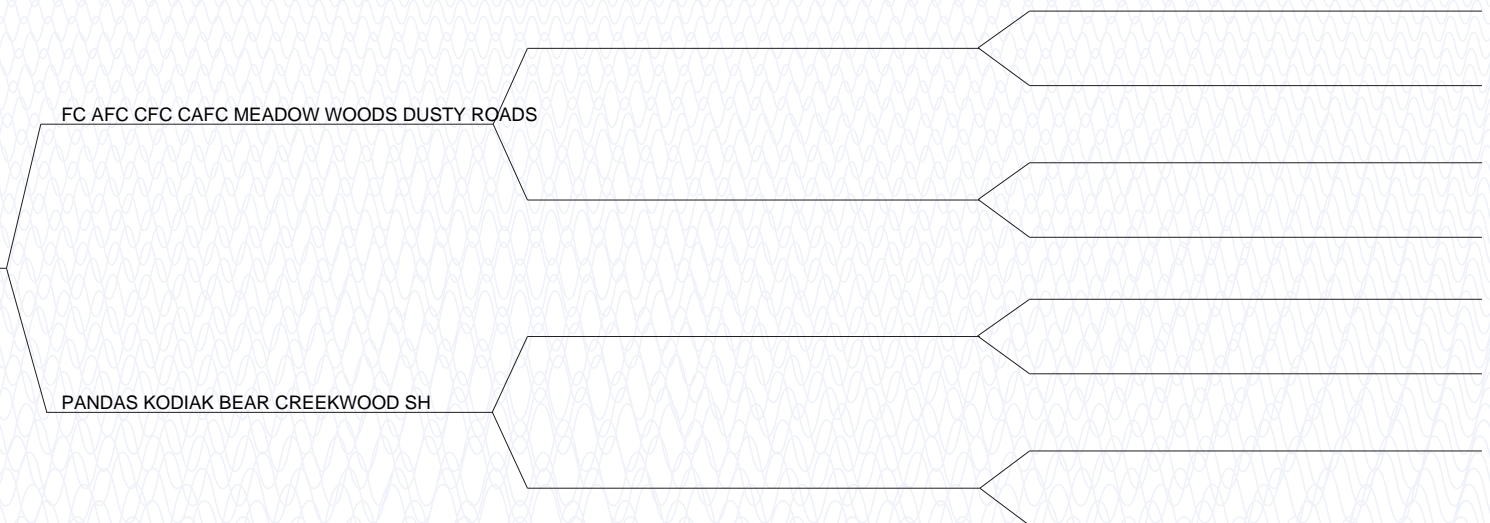 FC AFC CFC CAFC MEADOW WOODS DUSTY ROADS
PANDAS KODIAK BEAR CREEKWOOD SH